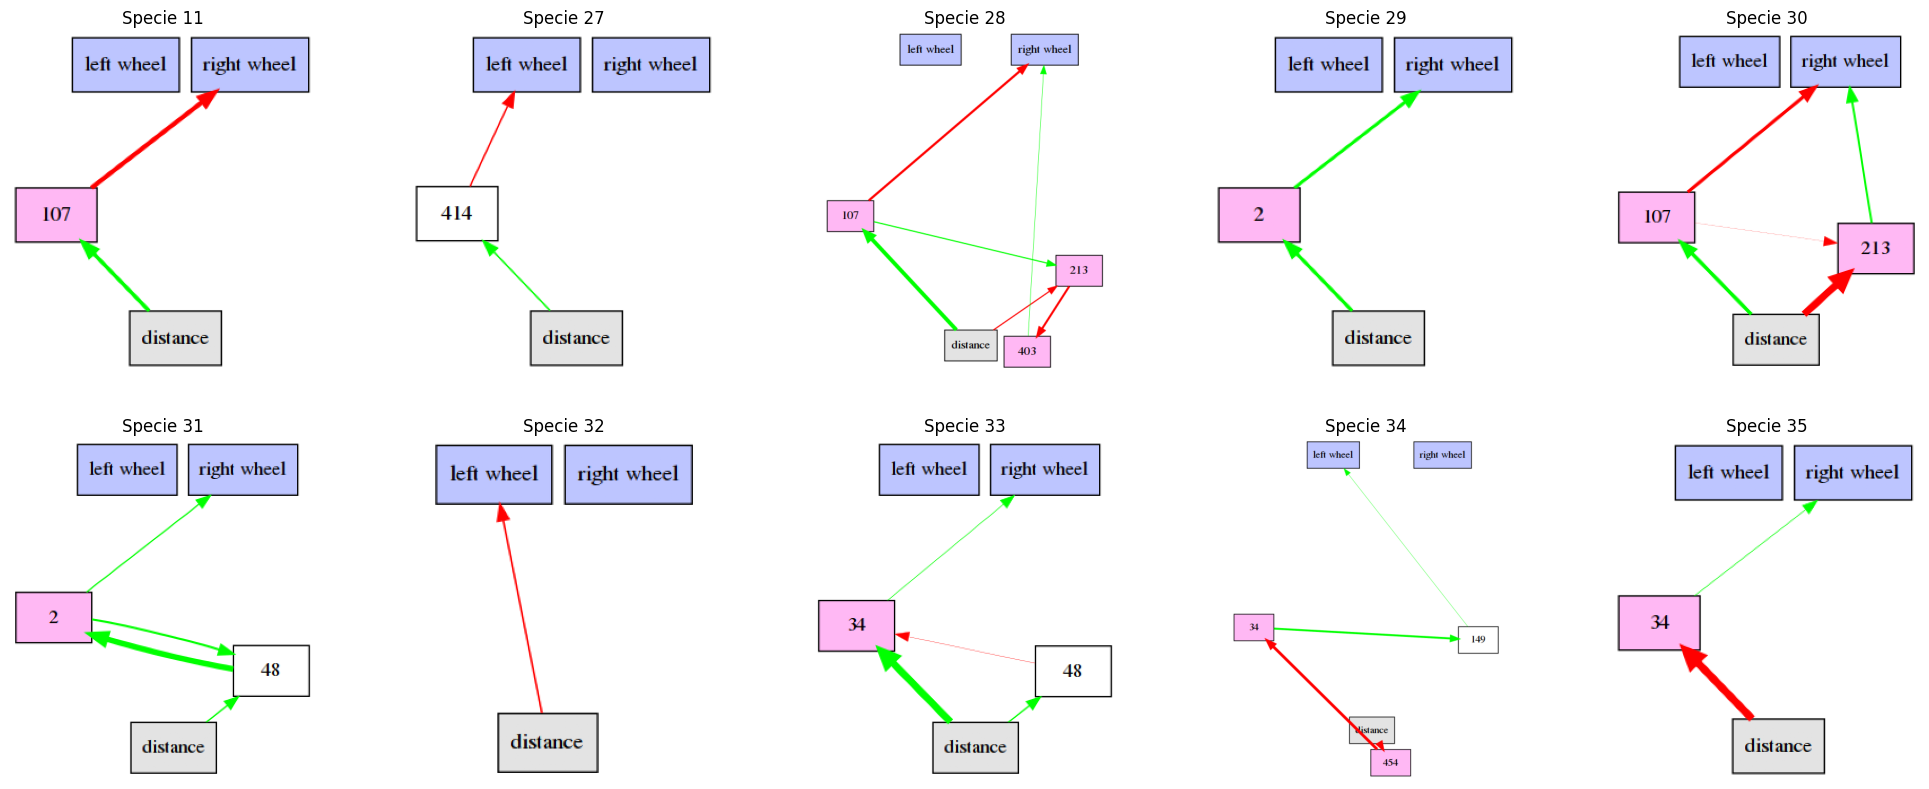 Specie 11
left wheel right wheel
107
distance
Specie 27
left wheel right wheel
414
distance
Specie 28
left wheel right wheel
107
213
distance
403
Specie 29
left wheel right wheel
2
distance
Specie 30
left wheel right wheel
107
213
distance
Specie 31
left wheel right wheel
2
48
distance
Specie 32
left wheel right wheel
distance
Specie 33
left wheel right wheel
34
48
distance
Specie 34
left wheel right wheel
34
149
distance
454
Specie 35
left wheel right wheel
34
distance